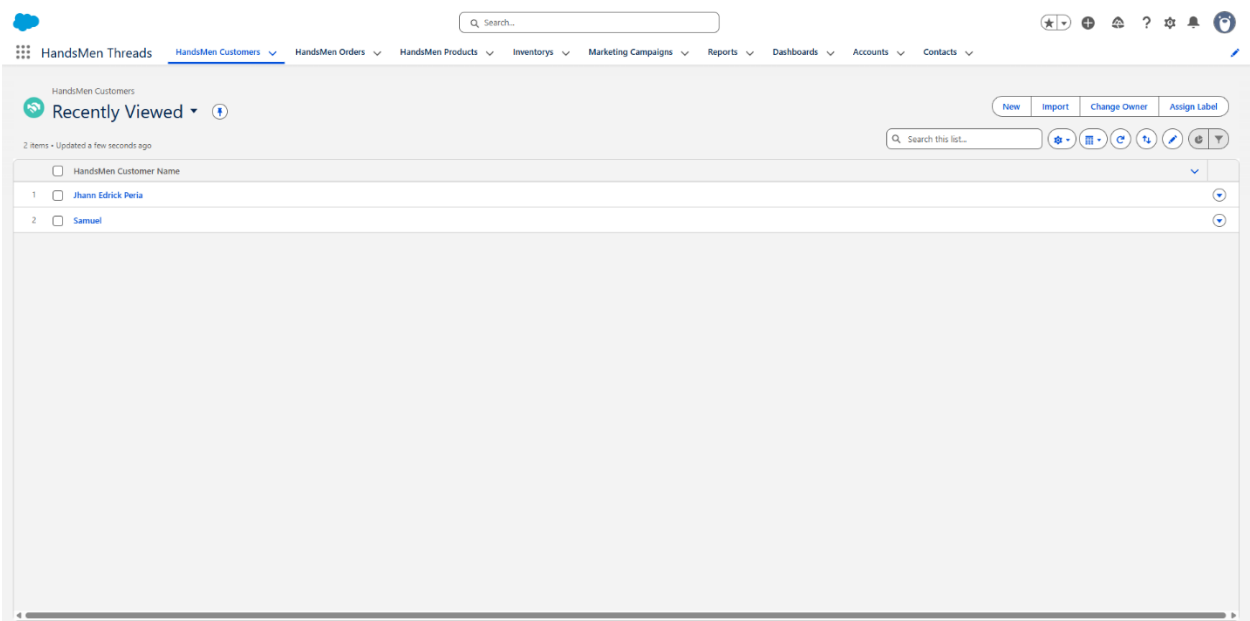 Search...
HandsMen Threads HandsMen Customers HandsMen Orders HandsMen Products Inventorys Marketing Campaigns Reports Dashboards Accounts Contacts
HandsMen Customers
Recently Viewed
New Import Change Owner Assign Label
2 items • Updated a few seconds ago
Search this list...
HandsMen Customer Name
1 Jhann Edrick Peria
2 Samuel